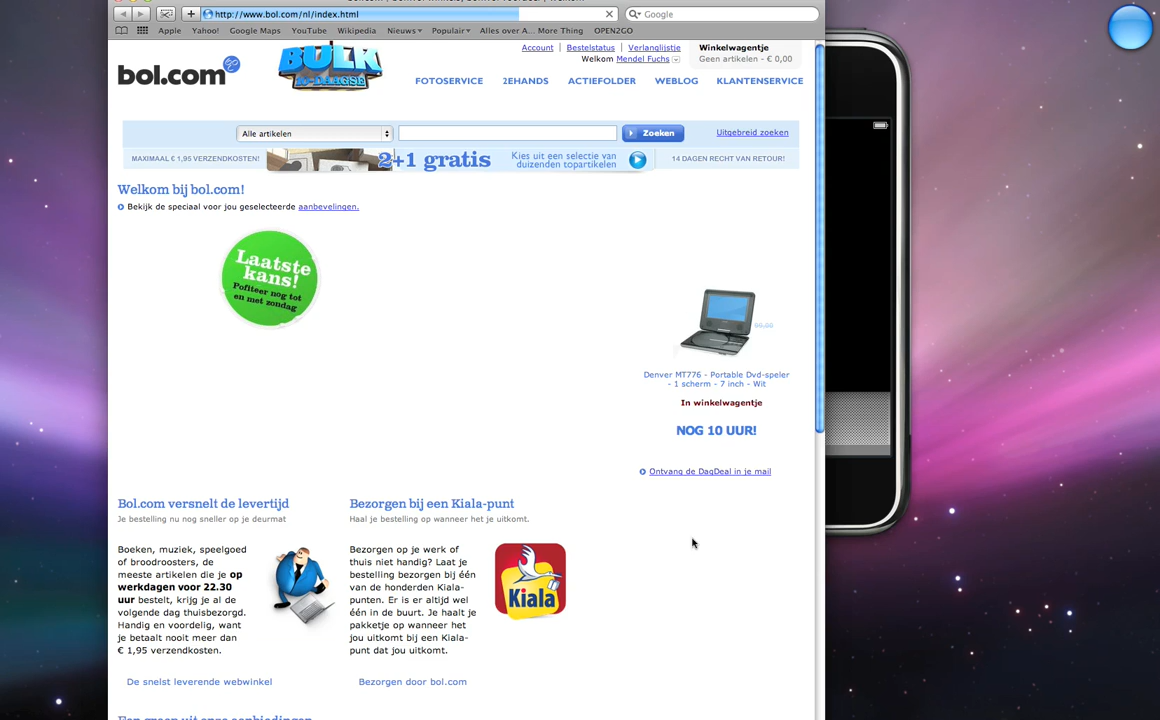 http://www.bol.com/nl/index.html
Google
Apple Yahoo! Google Maps YouTube Wikipedia Nieuws Populair Alles over A... More Thing OPEN2GO
bol.com
BULK
Account | Bestelstatus | Verlanglijstje
Welkom Mendel Fuchs
Winkelwagentje
Geen artikelen - € 0,00
FOTOSERVICE 2EHANDS ACTIEFOLDER WEBLOG KLANTENSERVICE
Alle artikelen
Zoeken
Uitgebreid zoeken
MAXIMAAL € 1,95 VERZENDKOSTEN!
2+1 gratis
Kies uit een selectie van
duizenden topartikelen
14 DAGEN RECHT VAN RETOUR!
Welkom bij bol.com!
Bekijk de speciaal voor jou geselecteerde aanbevelingen.
Laatste
kans!
Pofiteer nog tot
en met zondag
99,00
Denver MT776 - Portable Dvd-speler
- 1 scherm - 7 inch - Wit
In winkelwagentje
NOG 10 UUR!
Ontvang de DagDeal in je mail
Bol.com versnelt de levertijd
Je bestelling nu nog sneller op je deurmat
Boeken, muziek, speelgoed
of broodroosters, de
meeste artikelen die je op
werkdagen voor 22.30
uur bestelt, krijg je al de
volgende dag thuisbezorgd.
Handig en voordelig, want
je betaalt nooit meer dan
€ 1,95 verzendkosten.
De snelst leverende webwinkel
Bezorgen bij een Kiala-punt
Haal je bestelling op wanneer het je uitkomt.
Bezorgen op je werk of
thuis niet handig? Laat je
bestelling bezorgen bij één
van de honderden Kiala-
punten. Er is altijd wel
één in de buurt. Je haalt je
pakketje op wanneer het
jou uitkomt bij een Kiala-
punt dat jou uitkomt.
Kiala
Bezorgen door bol.com